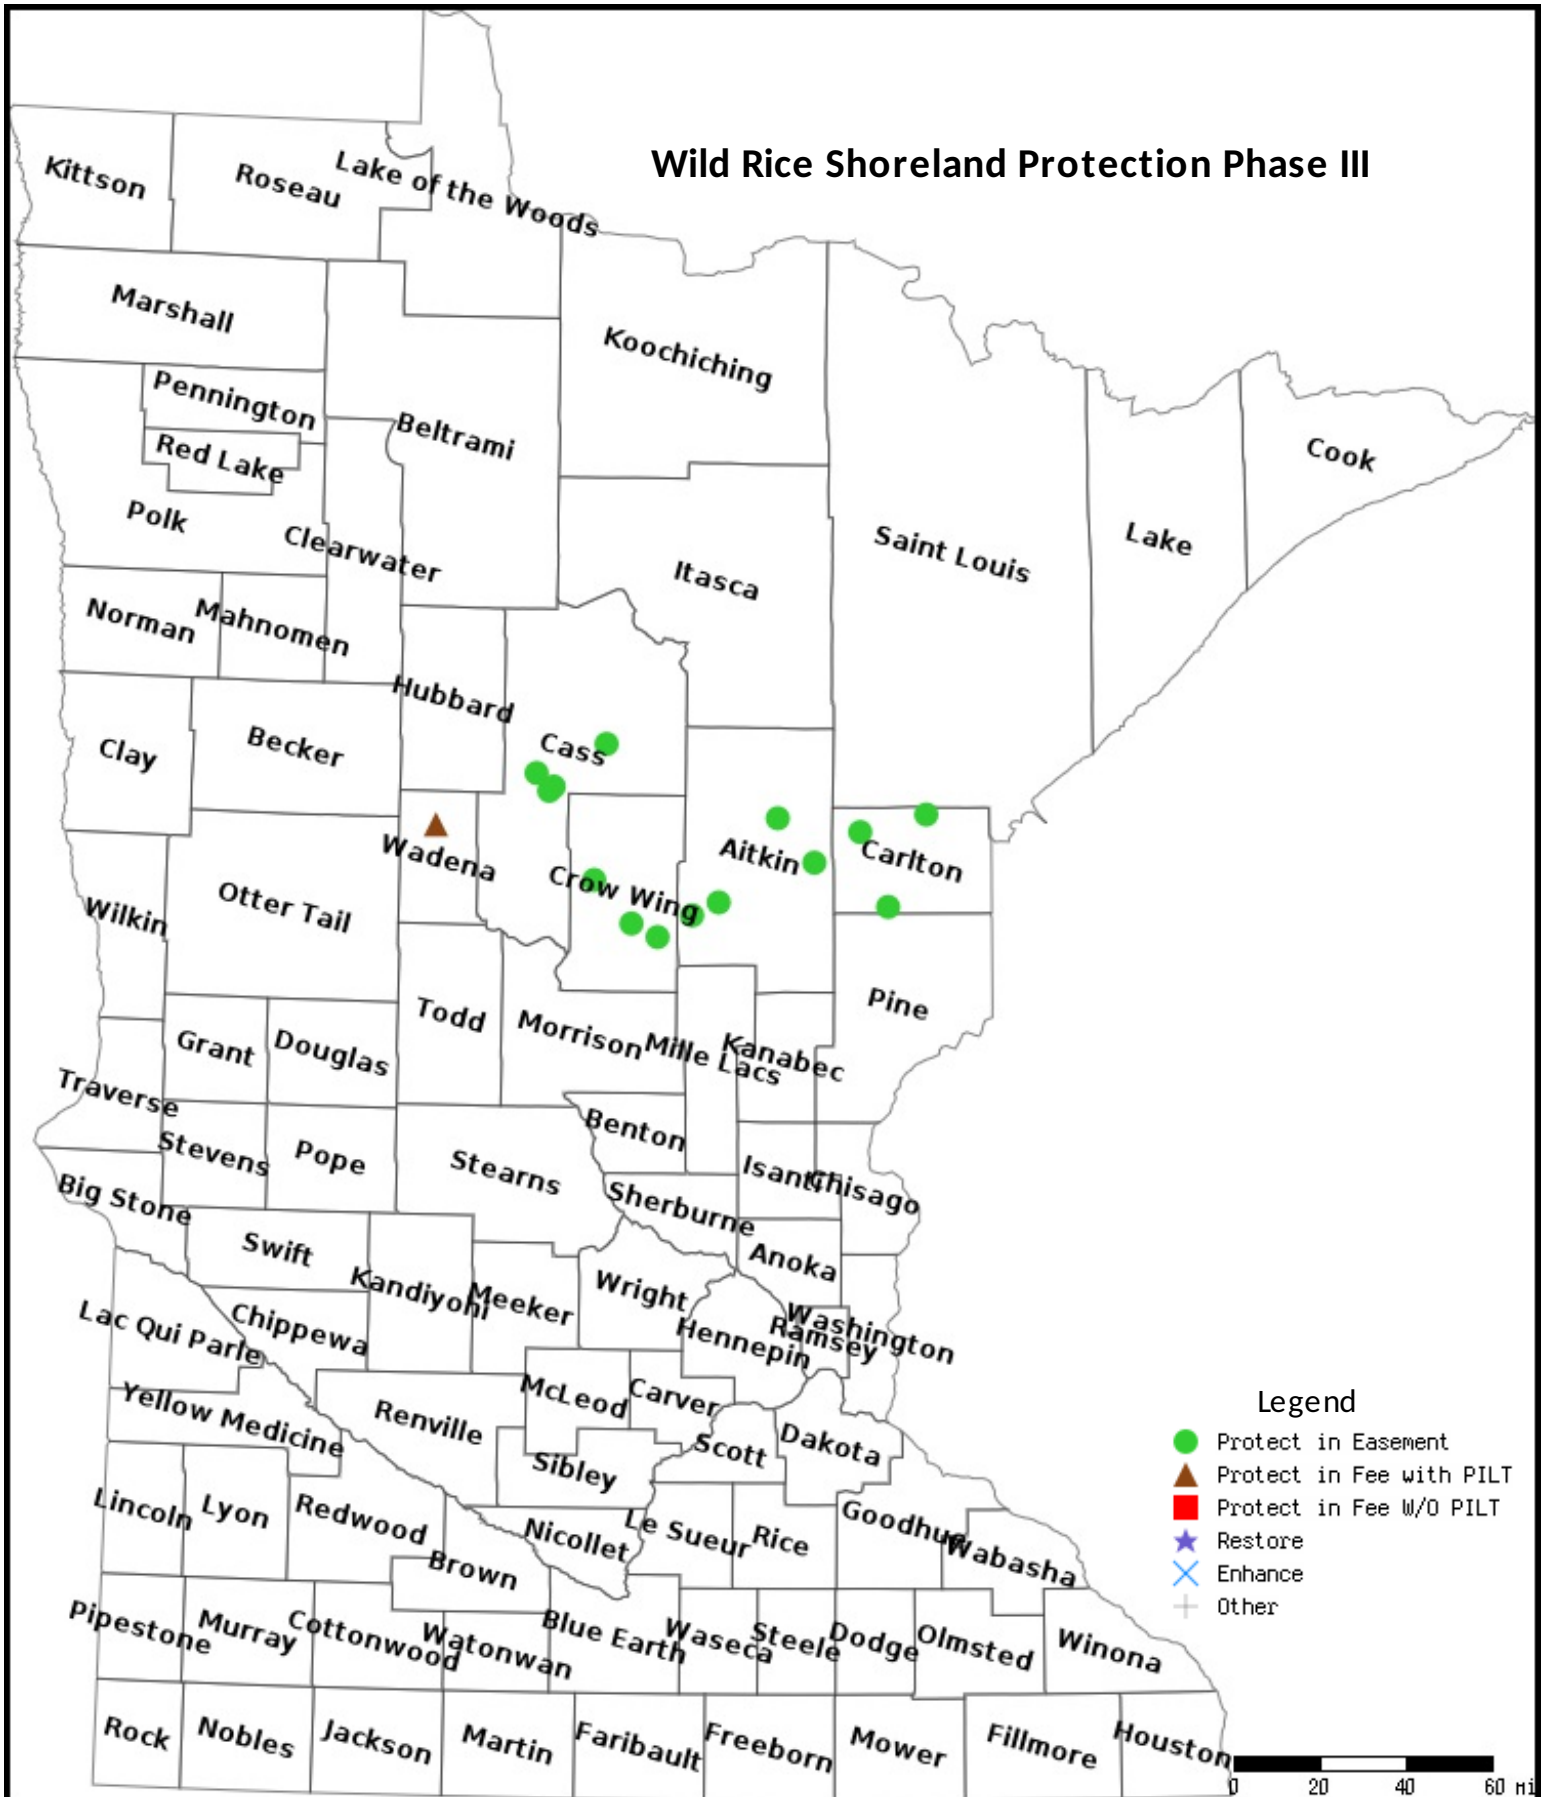 Wild Rice Shoreland Protection Phase III
Kittson
Roseau
Lake of the Woods
Marshall
Koochiching
Pennington
Beltrami
Red Lake
Cook
Polk
Clearwater
Saint Louis
Lake
Itasca
Norman
Mahnomen
Hubbard
Clay
Becker
Cass
Wadena
Aitkin
Carlton
Otter Tail
Crow Wing
Wilkin
Pine
Todd
Morrison
Mille Lacs
Kanabec
Grant
Douglas
Traverse
Stevens
Pope
Stearns
Benton
Isanti
Chisago
Big Stone
Sherburne
Swift
Anoka
Kandiyohi
Meeker
Wright
Washington
Ramsey
Hennepin
Lac Qui Parle
Chippewa
McLeod
Carver
Yellow Medicine
Renville
Scott
Dakota
Sibley
Lincoln
Lyon
Redwood
Nicollet
Le Sueur
Rice
Goodhue
Wabasha
Brown
Pipestone
Murray
Cottonwood
Watonwan
Blue Earth
Waseca
Steele
Dodge
Olmsted
Winona
Rock
Nobles
Jackson
Martin
Faribault
Freeborn
Mower
Fillmore
Houston
Legend
Protect in Easement
Protect in Fee with PILT
Protect in Fee W/O PILT
Restore
Enhance
Other
0 20 40 60 mi